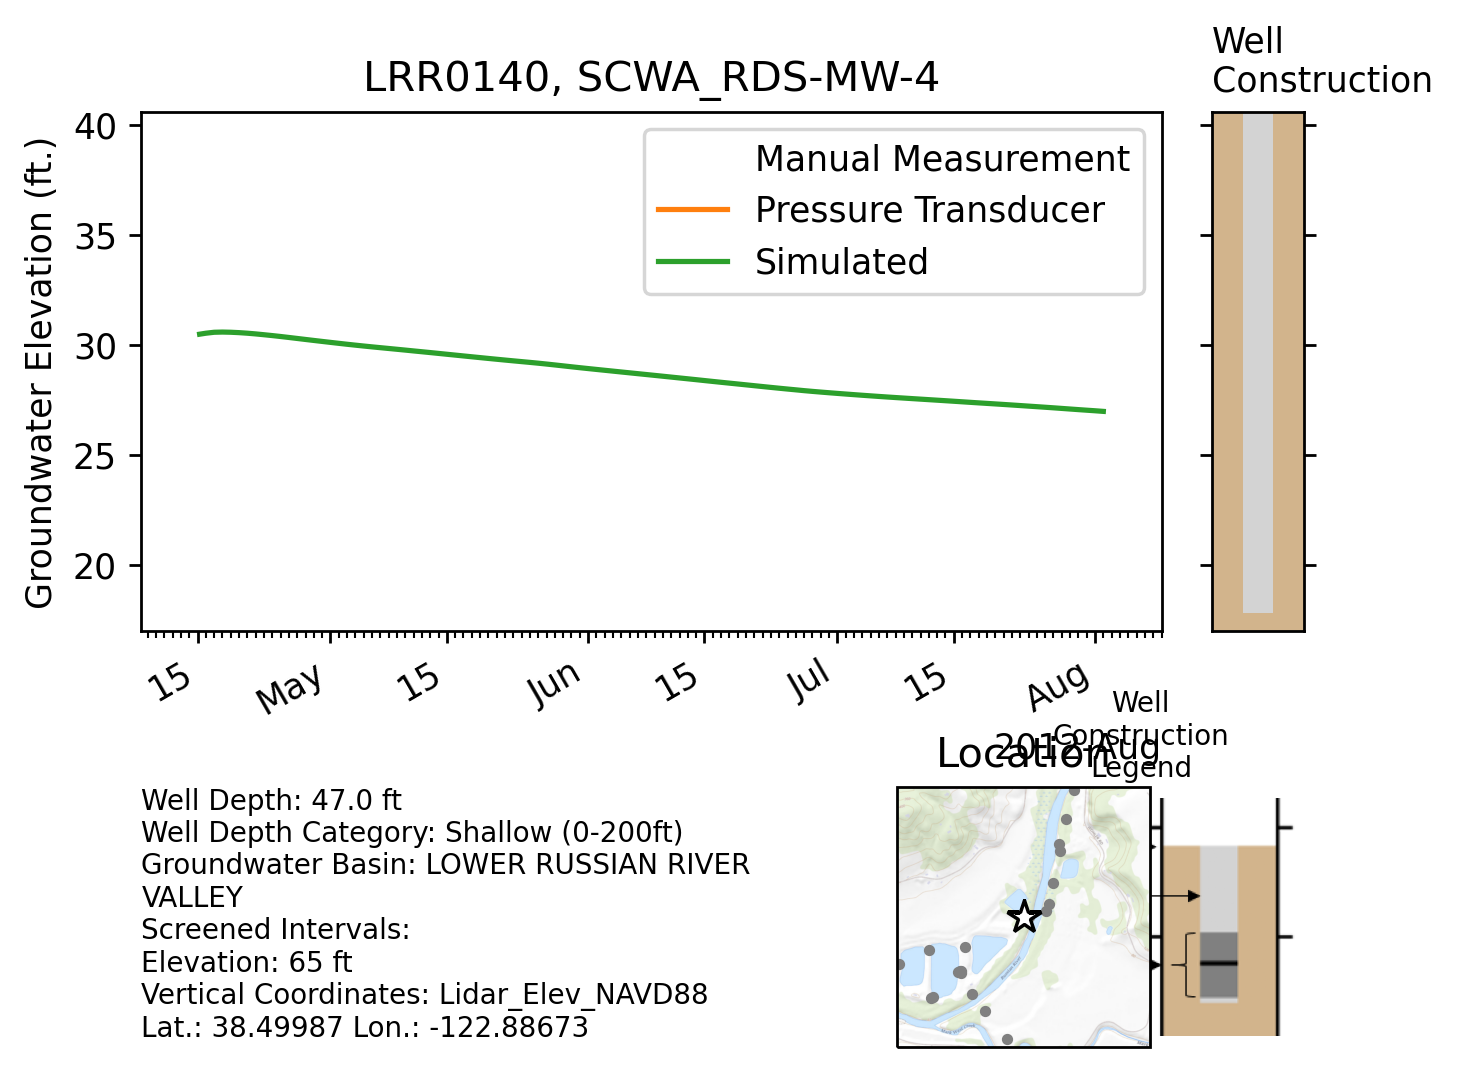 Well
Construction
LRR0140, SCWA_RDS-MW-4
Groundwater Elevation (ft.)
40
35
30
25
20
Manual Measurement
Pressure Transducer
Simulated
15
May
15
Jun
15
Jul
15
Aug
2012-Aug
Location
Well
Construction
Legend
Well Depth: 47.0 ft
Well Depth Category: Shallow (0-200ft)
Groundwater Basin: LOWER RUSSIAN RIVER
VALLEY
Screened Intervals:
Elevation: 65 ft
Vertical Coordinates: Lidar_Elev_NAVD88
Lat.: 38.49987 Lon.: -122.88673